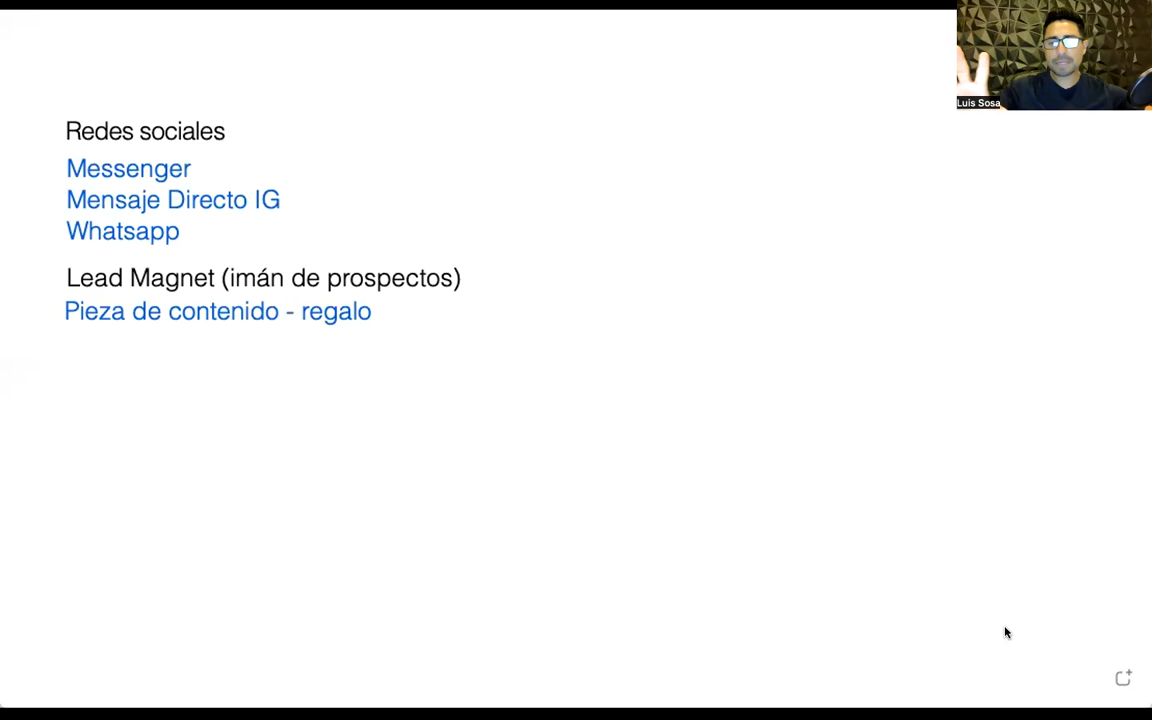 Luis Sosa
Redes sociales
Messenger
Mensaje Directo IG
Whatsapp
Lead Magnet (imán de prospectos)
Pieza de contenido - regalo